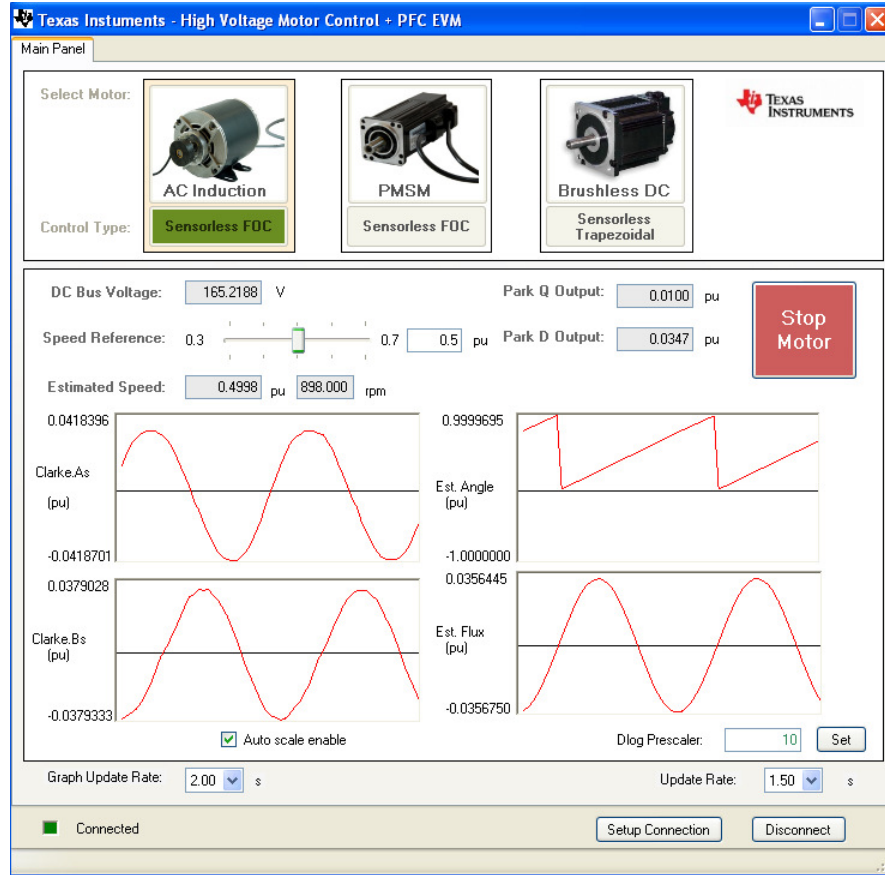 Texas Instuments - High Voltage Motor Control + PFC EVM
Main Panel
Select Motor:
AC Induction
PMSM
Brushless DC
TEXAS
INSTRUMENTS
Control Type:
Sensorless FOC
Sensorless FOC
Sensorless
Trapezoidal
DC Bus Voltage: 165.2188 V
Park Q Output: 0.0100 pu
Stop
Motor
Speed Reference: 0.3 0.7 0.5 pu
Park D Output: 0.0347 pu
Estimated Speed: 0.4998 pu 898.000 rpm
0.0418396
Clarke.As
(pu)
-0.0418701
0.9999695
Est. Angle
(pu)
-1.0000000
0.0379028
Clarke.Bs
(pu)
-0.0379333
0.0356445
Est. Flux
(pu)
-0.0356750
Auto scale enable
Dlog Prescaler: 10 Set
Graph Update Rate: 2.00 s
Update Rate: 1.50 s
Connected
Setup Connection
Disconnect